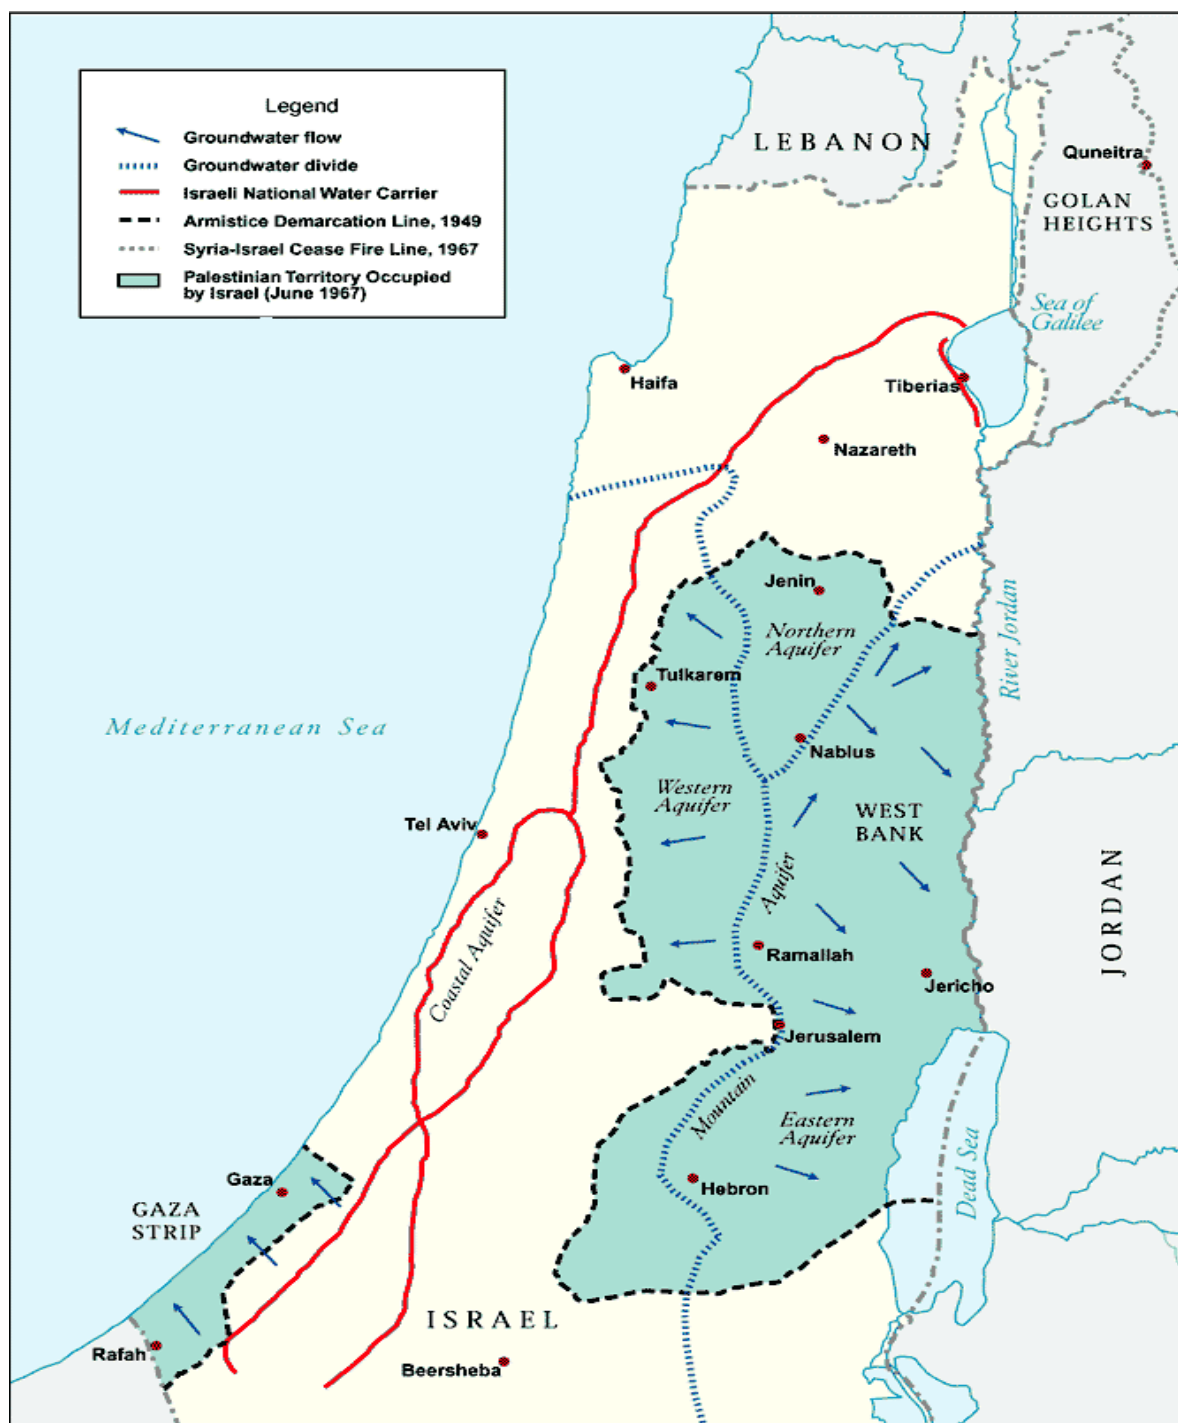 Legend
Groundwater flow
Groundwater divide
Israeli National Water Carrier
Armistice Demarcation Line, 1949
Syria-Israel Cease Fire Line, 1967
Palestinian Territory Occupied
by Israel (June 1967)
LEBANON
Quneitra
GOLAN
HEIGHTS
Sea of
Galilee
Haifa
Tiberias
Nazareth
Jenin
Northern
Aquifer
River Jordan
Tulkarem
Mediterranean Sea
Nablus
Western
Aquifer
WEST
BANK
Tel Aviv
Aquifer
JORDAN
Coastal Aquifer
Ramallah
Jericho
Jerusalem
Mountain
Eastern
Aquifer
Dead Sea
Gaza
Hebron
GAZA
STRIP
ISRAEL
Rafah
Beersheba